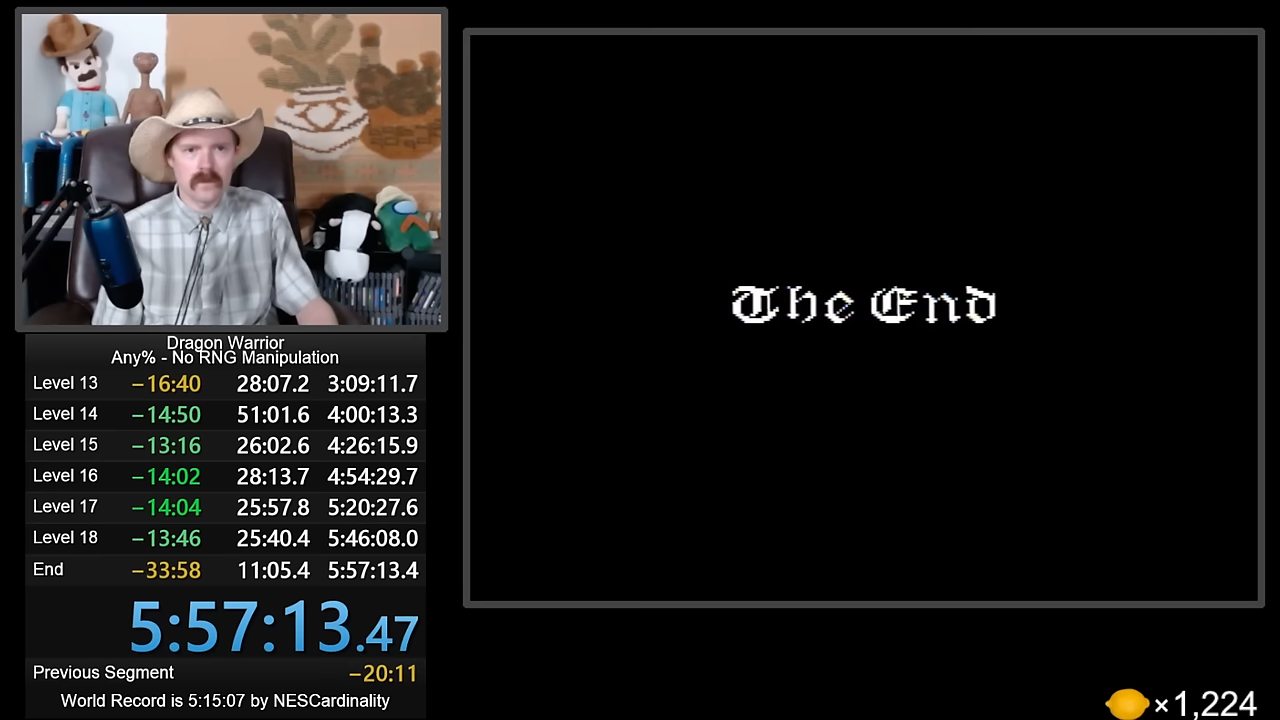 Dragon Warrior
Any% - No RNG Manipulation
Level 13 −16:40 28:07.2 3:09:11.7
Level 14 −14:50 51:01.6 4:00:13.3
Level 15 −13:16 26:02.6 4:26:15.9
Level 16 −14:02 28:13.7 4:54:29.7
Level 17 −14:04 25:57.8 5:20:27.6
Level 18 −13:46 25:40.4 5:46:08.0
End −33:58 11:05.4 5:57:13.4
5:57:13.47
Previous Segment −20:11
World Record is 5:15:07 by NESCardinality
The End
×1,224